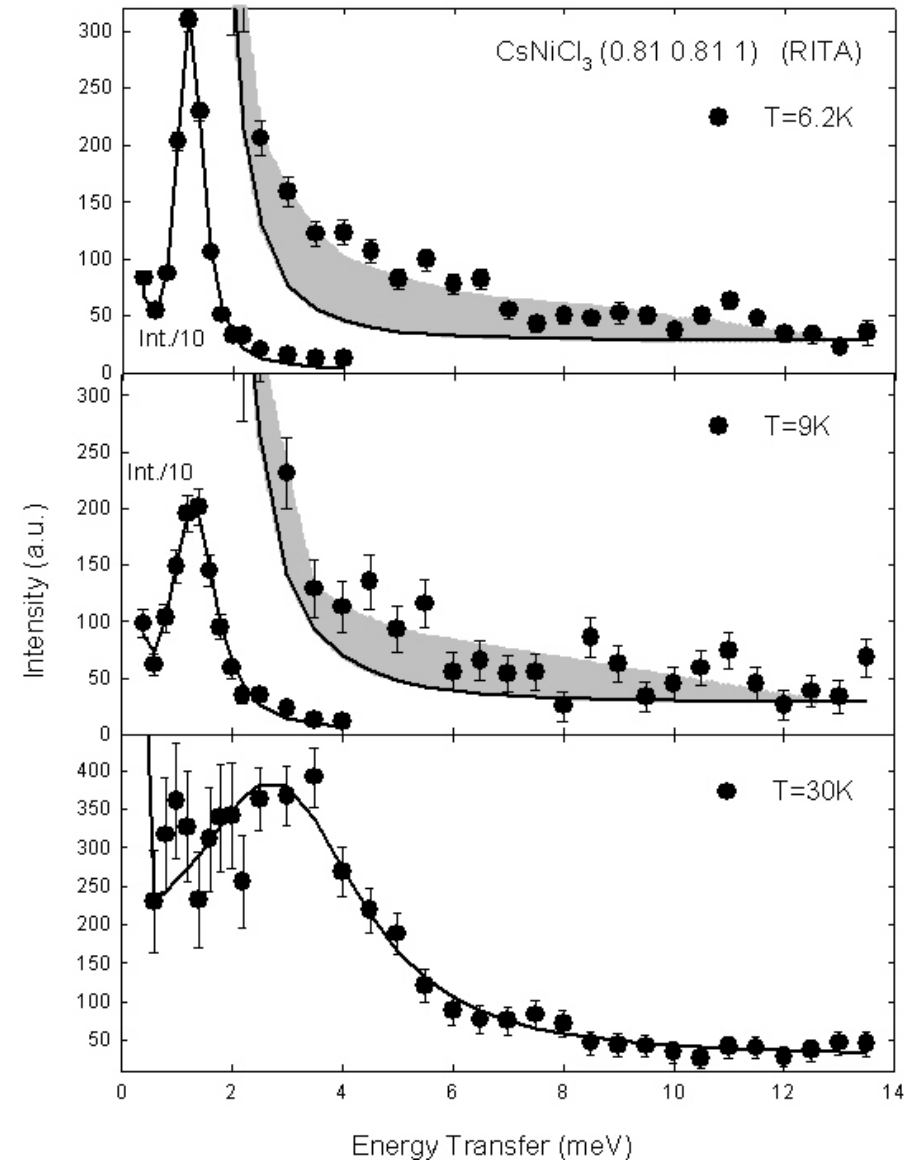 CsNiCl3 (0.81 0.81 1) (RITA)
T=6.2K
300
250
200
150
100
50
0
Int./10
T=9K
300
250
200
150
100
50
0
Int./10
T=30K
400
350
300
250
200
150
100
50
0 2 4 6 8 10 12 14
Intensity (a.u.)
Energy Transfer (meV)